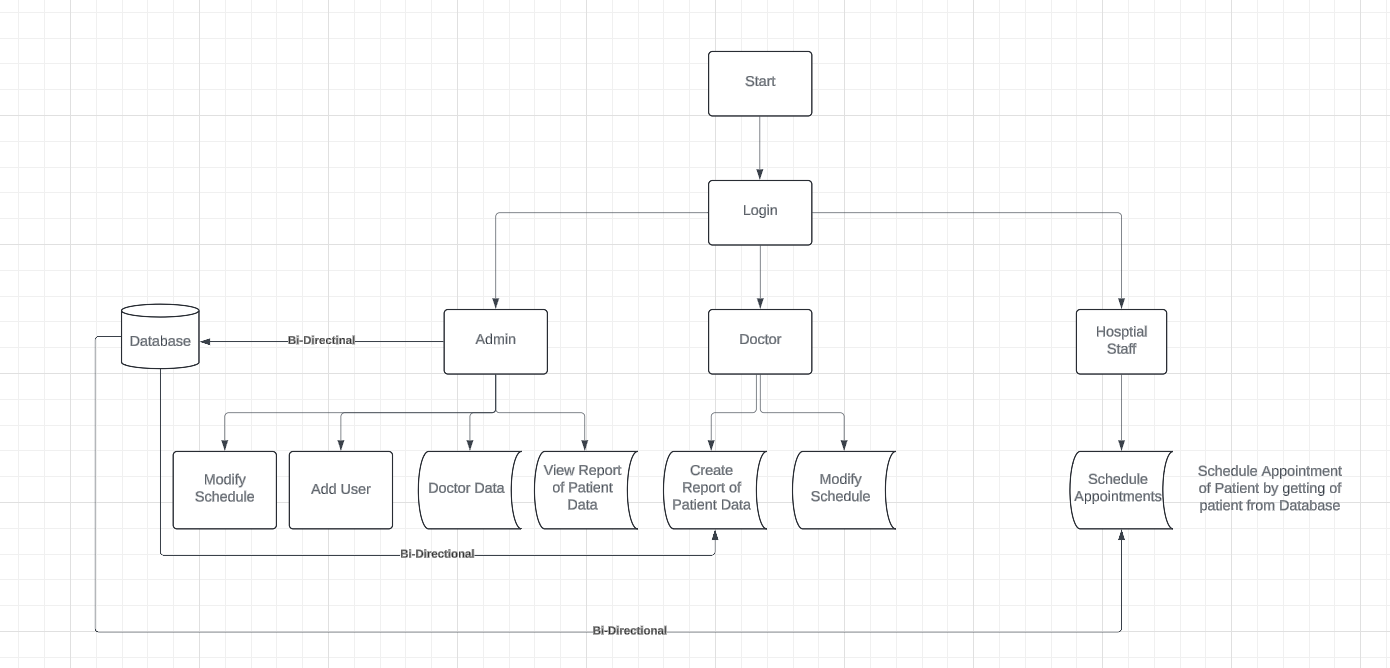 Start
Login
Database
Bi-Directinal
Admin
Doctor
Hosptial
Staff
Modify
Schedule
Add User
Doctor Data
View Report
of Patient
Data
Create
Report of
Patient Data
Modify
Schedule
Schedule
Appointments
Schedule Appointment
of Patient by getting of
patient from Database
Bi-Directional
Bi-Directional